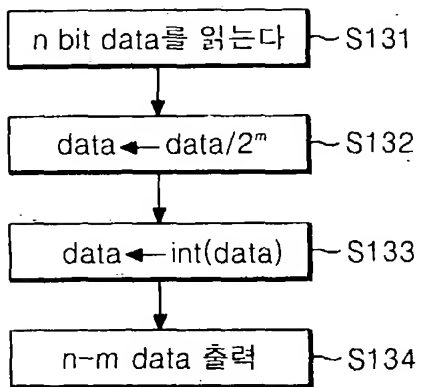 n bit data를 읽는다 S131
data ← data/2ᵐ S132
data ← int(data) S133
n-m data 출력 S134